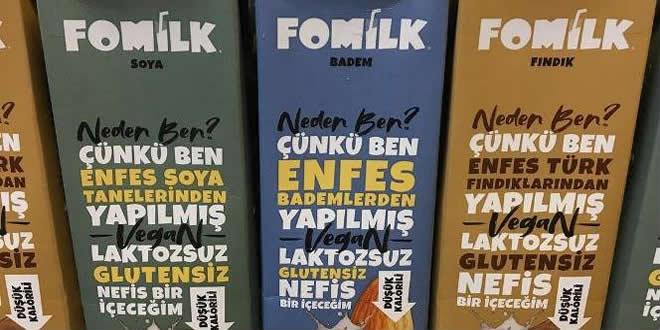 FOMILK
SOYA
Neden Ben?
ÇÜNKÜ BEN
ENFES SOYA
TANELERİNDEN
YAPILMIŞ
VEGAN
LAKTOZSUZ
GLUTENSİZ
NEFİS BİR
İÇECEĞİM
DÜŞÜK
KALORİLİ
FOMILK
BADEM
Neden Ben?
ÇÜNKÜ BEN
ENFES
BADEMLERDEN
YAPILMIŞ
VEGAN
LAKTOZSUZ
GLUTENSİZ
NEFİS
BİR İÇECEĞİM
DÜŞÜK
KALORİLİ
FOMILK
FINDIK
Neden Ben?
ÇÜNKÜ BEN
ENFES TÜRK
FINDIKLARINDAN
YAPILMIŞ
VEGAN
LAKTOZSUZ
GLUTENSİZ
NEFİS
BİR İÇECEĞİM
DÜŞÜK
KALORİLİ